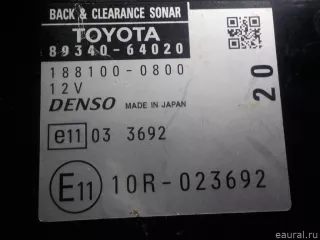 BACK & CLEARANCE SONAR
TOYOTA
89340-64020
188100-0800
12V
DENSO MADE IN JAPAN
20
e11 03 3692
E11 10R-023692
eaural.ru